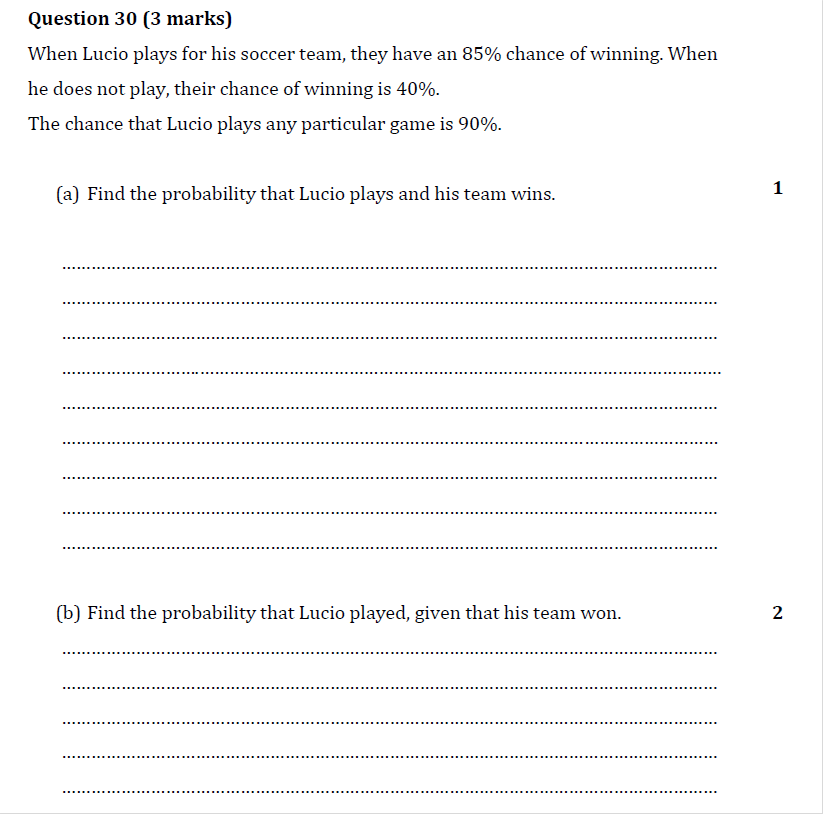 Question 30 (3 marks)
When Lucio plays for his soccer team, they have an 85% chance of winning. When
he does not play, their chance of winning is 40%.
The chance that Lucio plays any particular game is 90%.
(a) Find the probability that Lucio plays and his team wins. 1
(b) Find the probability that Lucio played, given that his team won. 2